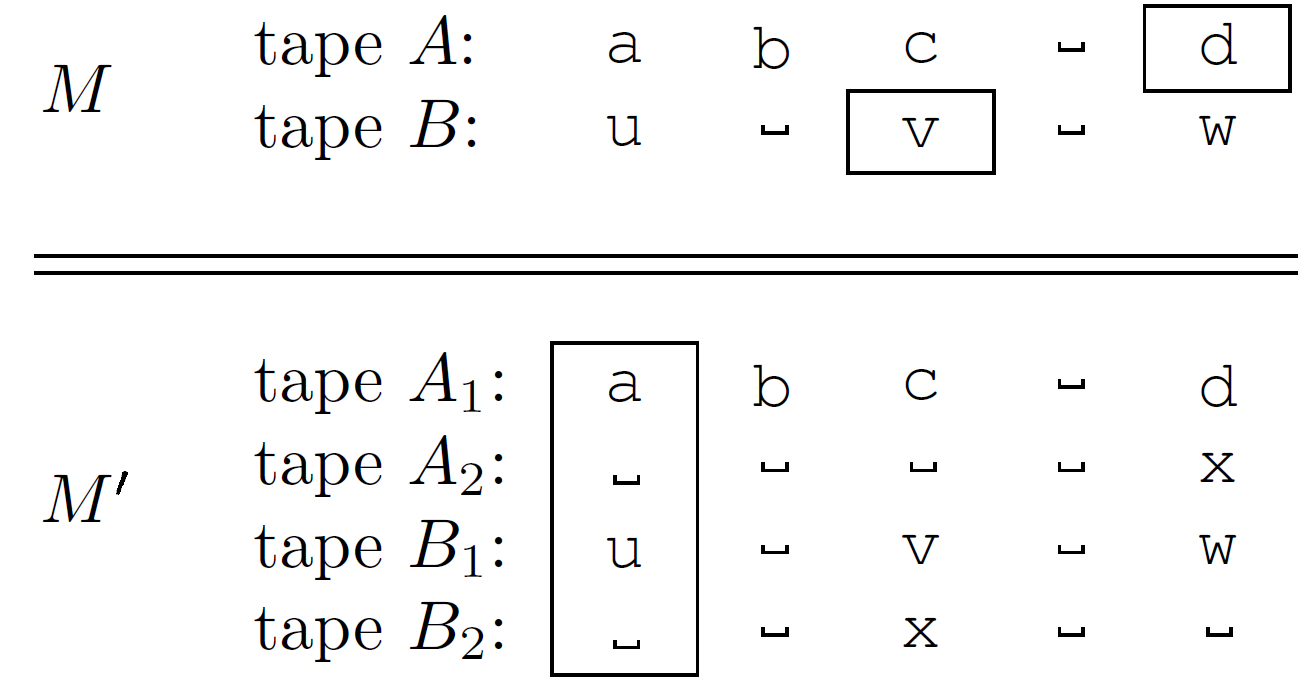 M
tape A: a b c ␣ d
tape B: u ␣ v ␣ w
M′
tape A₁: a b c ␣ d
tape A₂: ␣ ␣ ␣ ␣ x
tape B₁: u ␣ v ␣ w
tape B₂: ␣ ␣ x ␣ ␣